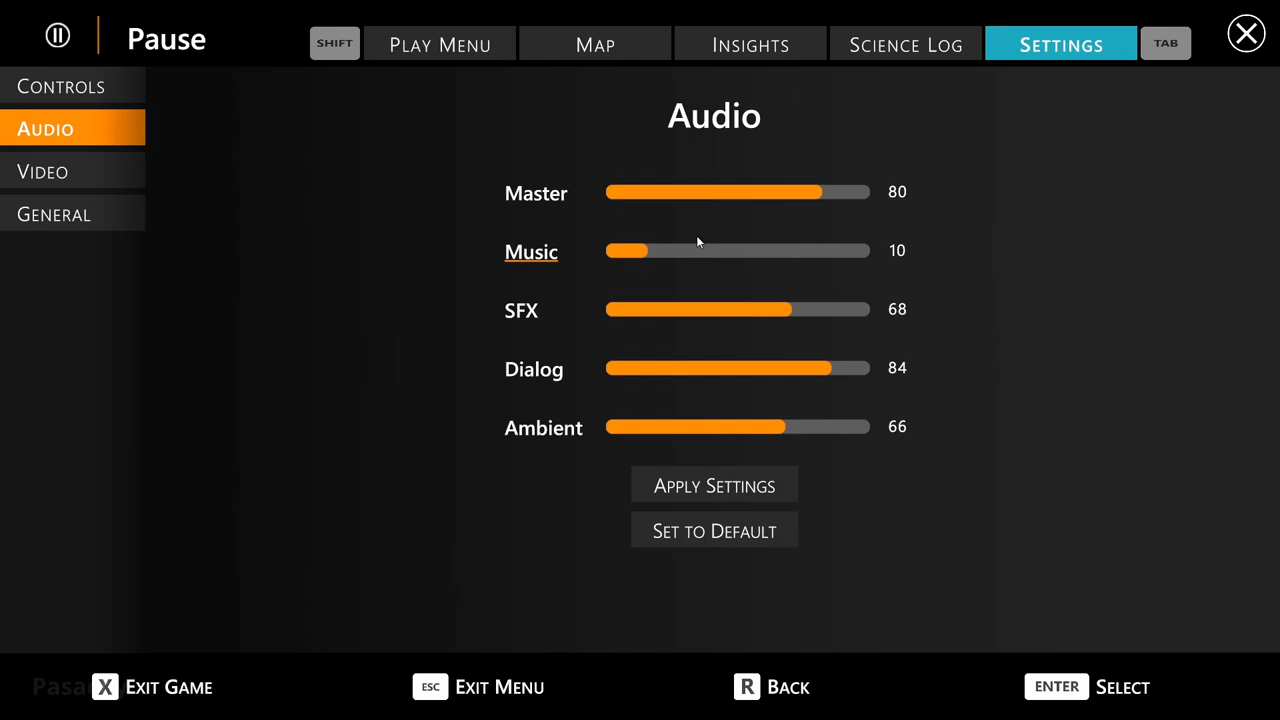 Pause
SHIFT
PLAY MENU
MAP
INSIGHTS
SCIENCE LOG
SETTINGS
TAB
CONTROLS
AUDIO
VIDEO
GENERAL
Audio
Master 80
Music 10
SFX 68
Dialog 84
Ambient 66
APPLY SETTINGS
SET TO DEFAULT
X EXIT GAME
ESC EXIT MENU
R BACK
ENTER SELECT